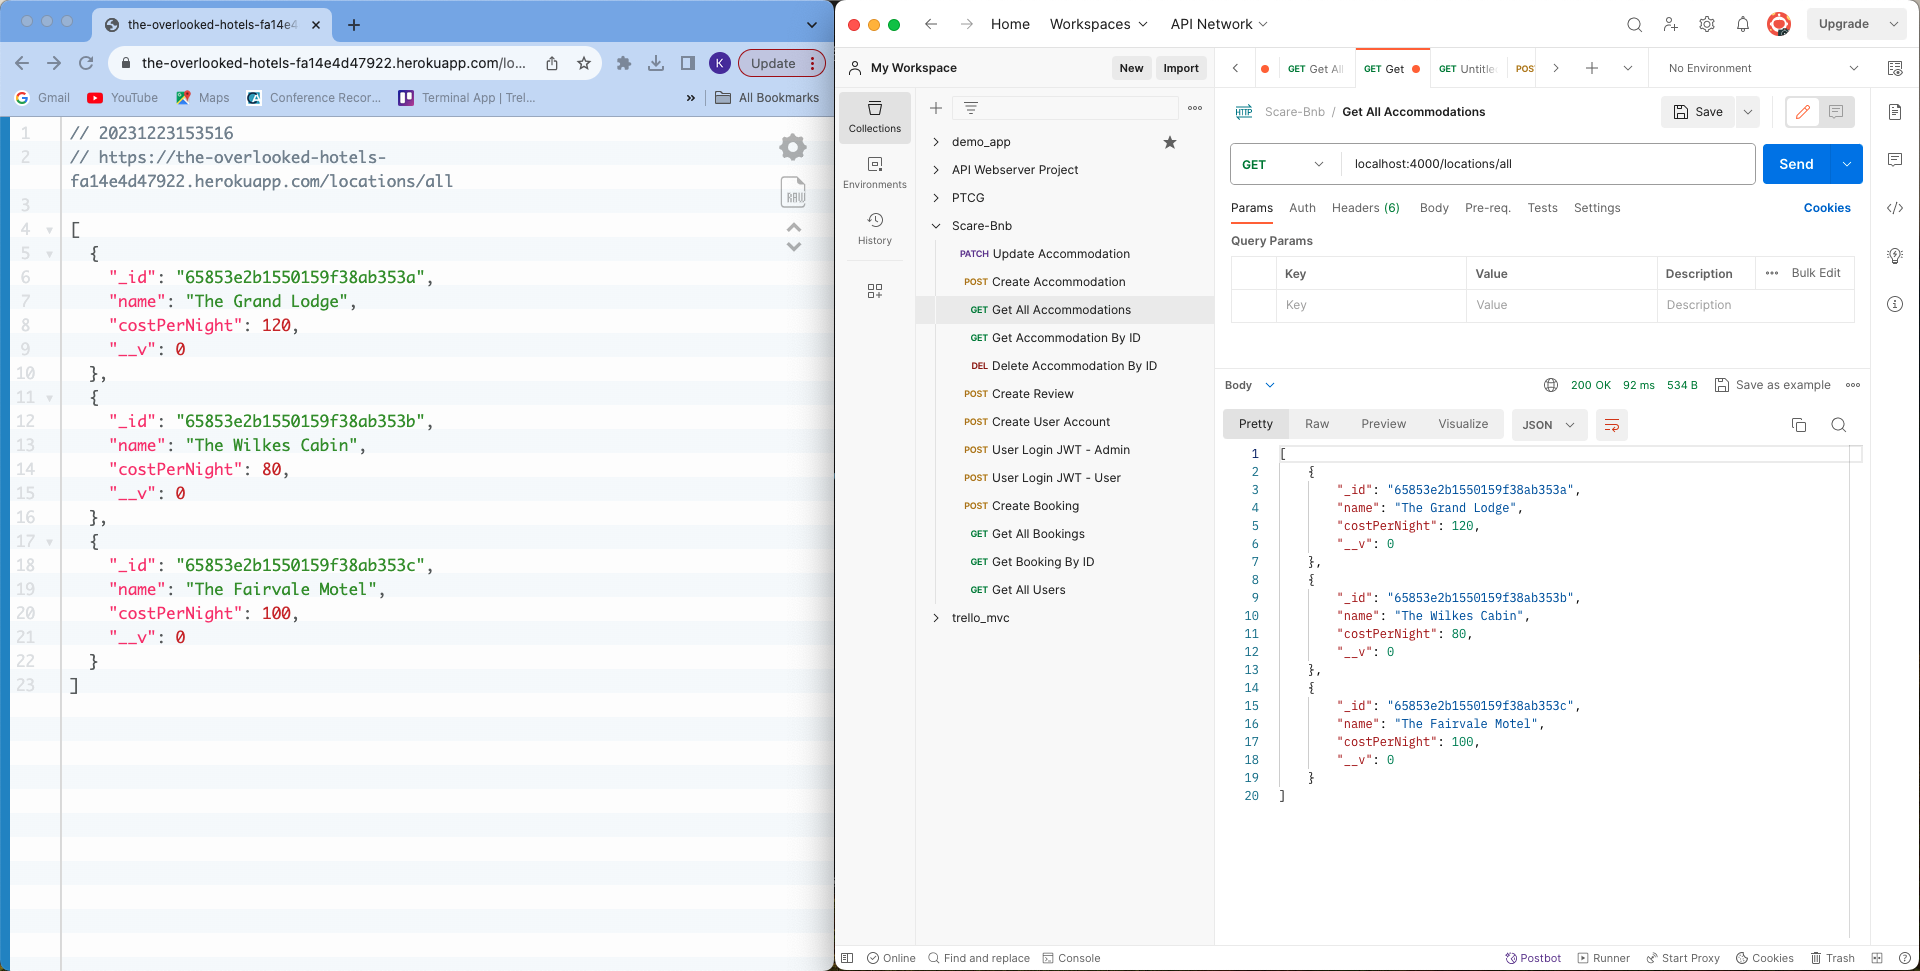 the-overlooked-hotels-fa14e4
the-overlooked-hotels-fa14e4d47922.herokuapp.com/lo...
K
Update
Gmail
YouTube
Maps
Conference Recor...
Terminal App | Trel...
»
All Bookmarks
1 // 20231223153516
2 // https://the-overlooked-hotels-
fa14e4d47922.herokuapp.com/locations/all
3
4 [
5 {
6 "_id": "65853e2b1550159f38ab353a",
7 "name": "The Grand Lodge",
8 "costPerNight": 120,
9 "__v": 0
10 },
11 {
12 "_id": "65853e2b1550159f38ab353b",
13 "name": "The Wilkes Cabin",
14 "costPerNight": 80,
15 "__v": 0
16 },
17 {
18 "_id": "65853e2b1550159f38ab353c",
19 "name": "The Fairvale Motel",
20 "costPerNight": 100,
21 "__v": 0
22 }
23 ]
RAW
Home Workspaces API Network
Upgrade
My Workspace
New Import
GET Get Al
GET Get
GET Untitle
POS
No Environment
Collections
Environments
History
demo_app
API Webserver Project
PTCG
Scare-Bnb
PATCH Update Accommodation
POST Create Accommodation
GET Get All Accommodations
GET Get Accommodation By ID
DEL Delete Accommodation By ID
POST Create Review
POST Create User Account
POST User Login JWT - Admin
POST User Login JWT - User
POST Create Booking
GET Get All Bookings
GET Get Booking By ID
GET Get All Users
trello_mvc
HTTP Scare-Bnb / Get All Accommodations
Save
GET localhost:4000/locations/all
Send
Params Auth Headers (6) Body Pre-req. Tests Settings
Cookies
Query Params
Key Value Description Bulk Edit
Key Value Description
Body
200 OK 92 ms 534 B Save as example
Pretty Raw Preview Visualize JSON
1 [
2 {
3 "_id": "65853e2b1550159f38ab353a",
4 "name": "The Grand Lodge",
5 "costPerNight": 120,
6 "__v": 0
7 },
8 {
9 "_id": "65853e2b1550159f38ab353b",
10 "name": "The Wilkes Cabin",
11 "costPerNight": 80,
12 "__v": 0
13 },
14 {
15 "_id": "65853e2b1550159f38ab353c",
16 "name": "The Fairvale Motel",
17 "costPerNight": 100,
18 "__v": 0
19 }
20 ]
Online Find and replace Console
Postbot Runner Start Proxy Cookies Trash